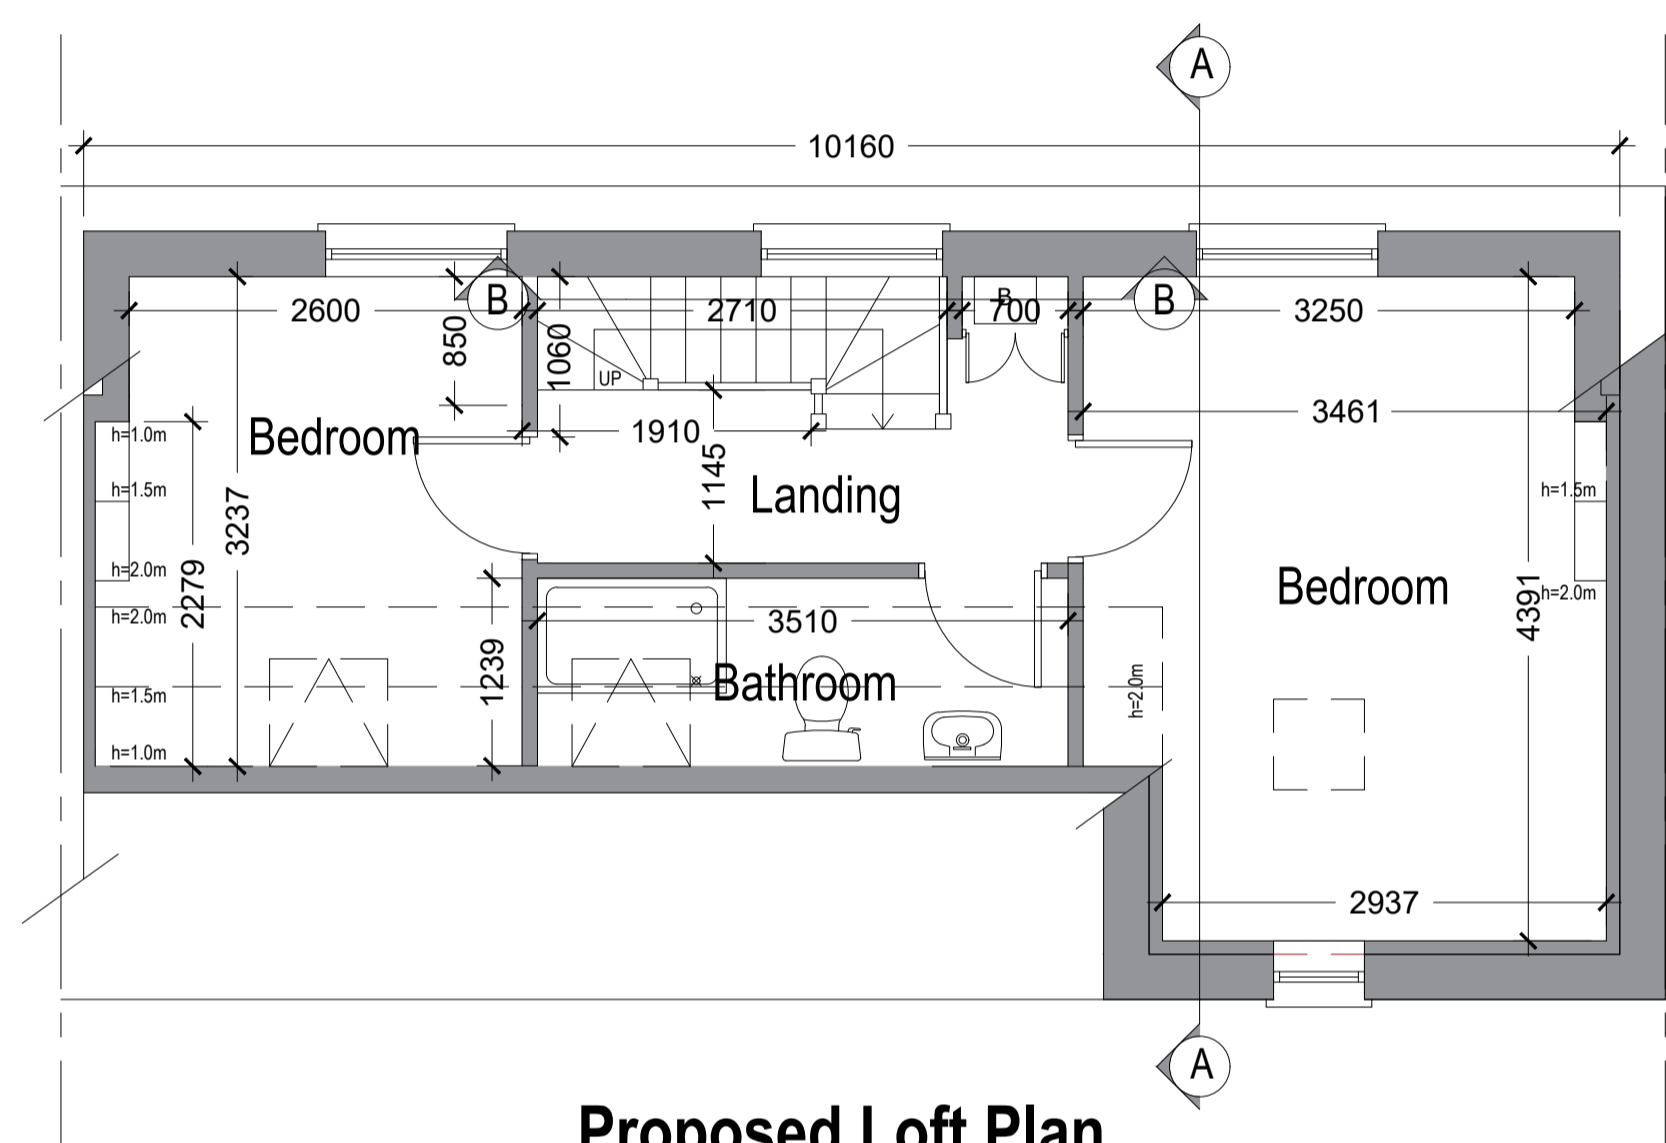 A
10160
B
B
B
2600
2710
700
3250
850
1060
UP
3461
1910
h=1.0m
Bedroom
1145
Landing
h=1.5m
h=1.5m
3237
h=2.0m
2279
h=2.0m
Bedroom
4391
h=2.0m
3510
1239
Bathroom
h=2.0m
h=1.5m
h=1.0m
2937
A
Proposed Loft Plan